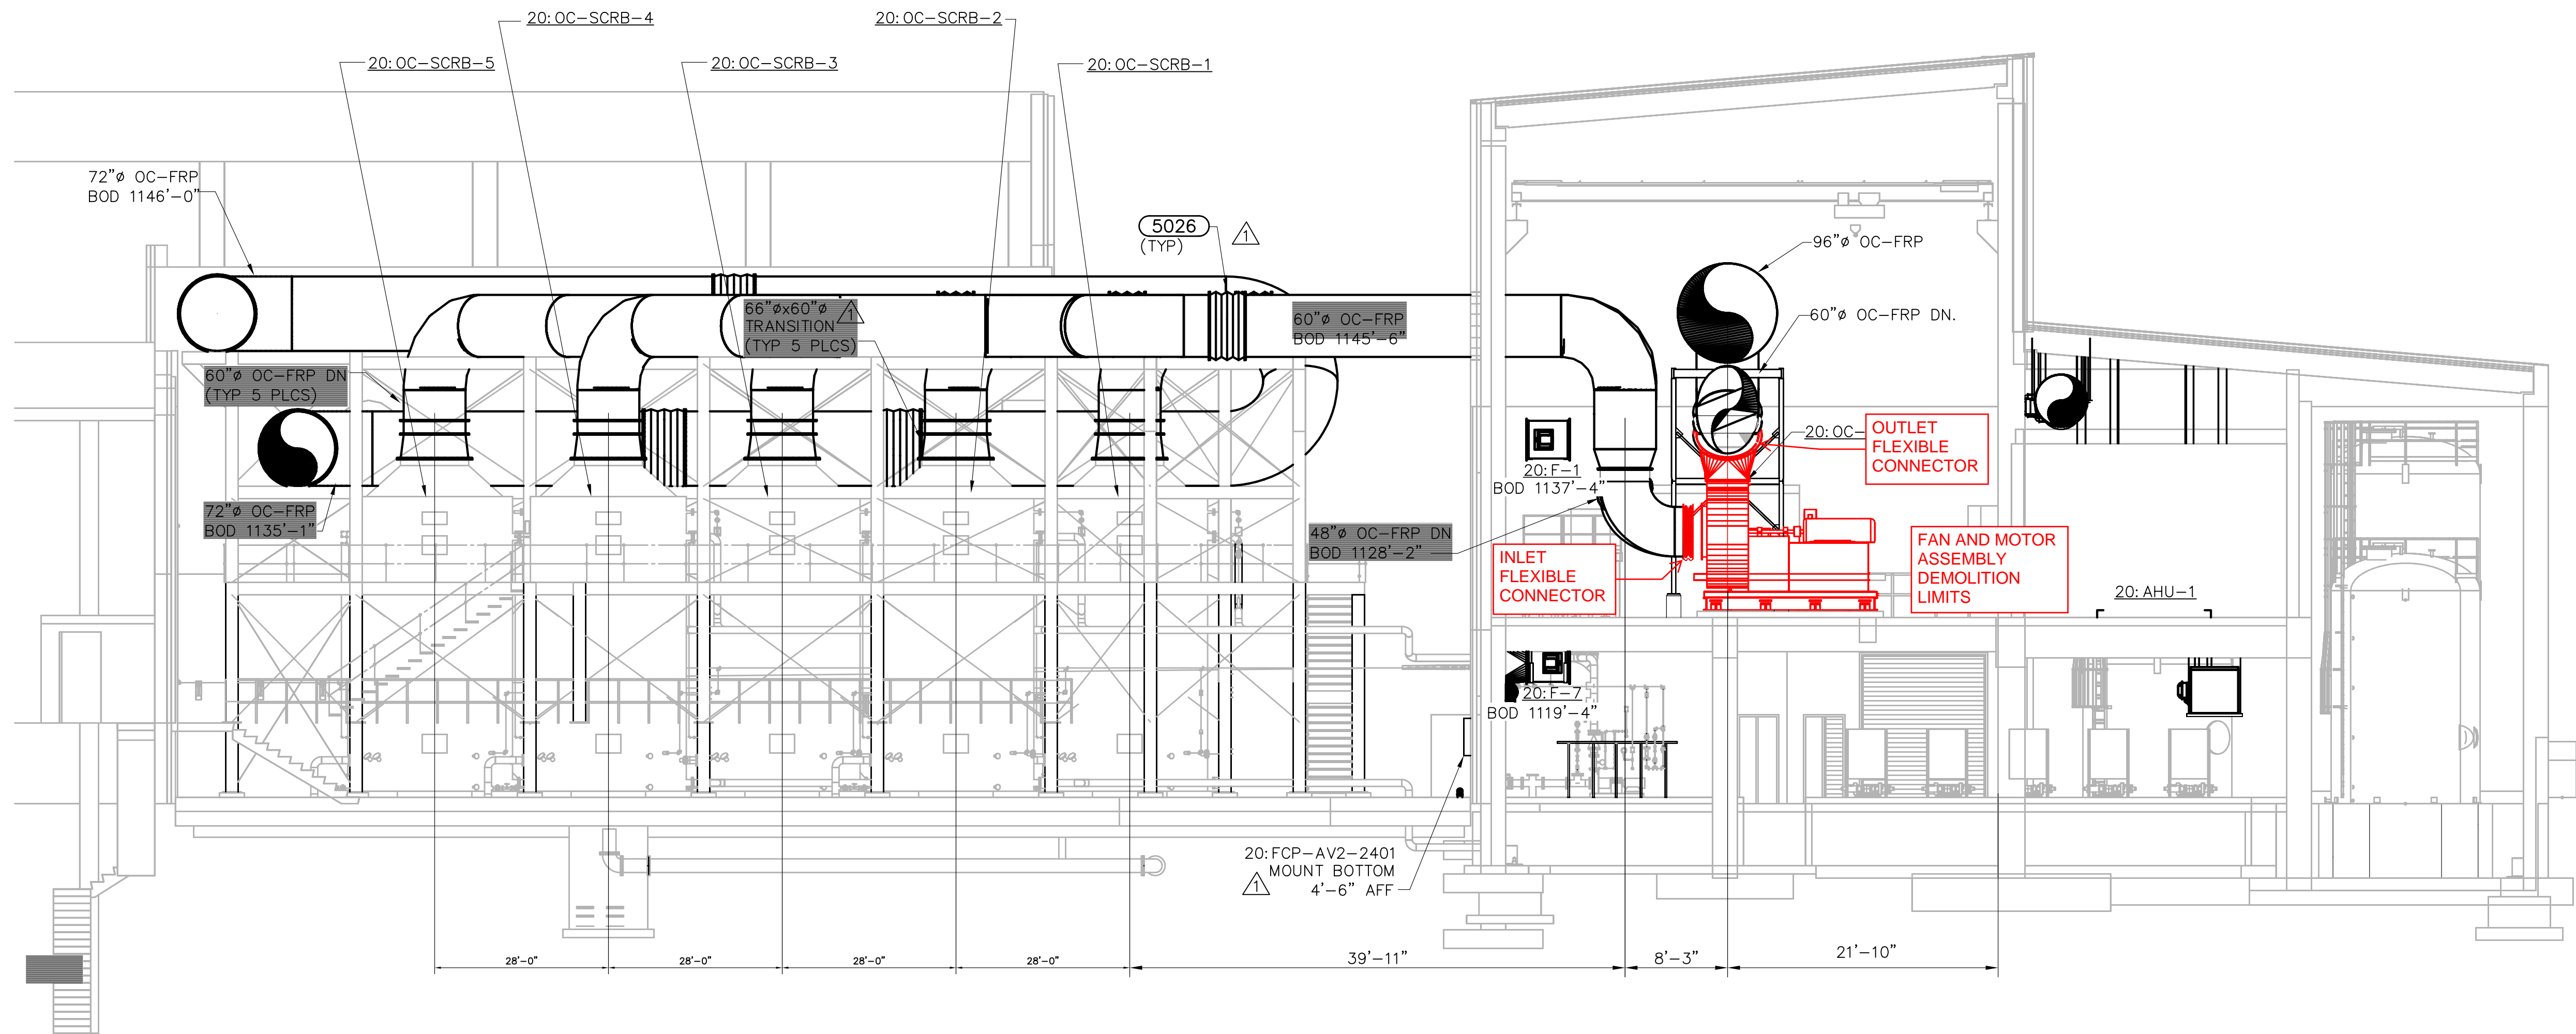 20:OC-SCRB-4
20:OC-SCRB-2
20:OC-SCRB-5
20:OC-SCRB-3
20:OC-SCRB-1
72"ø OC-FRP
BOD 1146'-0"
5026
(TYP)
1
96"ø OC-FRP
66"øx60"ø
TRANSITION
(TYP 5 PLCS)
1
60"ø OC-FRP
BOD 1145'-6"
60"ø OC-FRP DN.
60"ø OC-FRP DN
(TYP 5 PLCS)
20:OC-
OUTLET
FLEXIBLE
CONNECTOR
20:F-1
BOD 1137'-4"
72"ø OC-FRP
BOD 1135'-1"
48"ø OC-FRP DN
BOD 1128'-2"
INLET
FLEXIBLE
CONNECTOR
FAN AND MOTOR
ASSEMBLY
DEMOLITION
LIMITS
20:AHU-1
20:F-7
BOD 1119'-4"
20:FCP-AV2-2401
MOUNT BOTTOM
4'-6" AFF
1
28'-0"
28'-0"
28'-0"
28'-0"
39'-11"
8'-3"
21'-10"